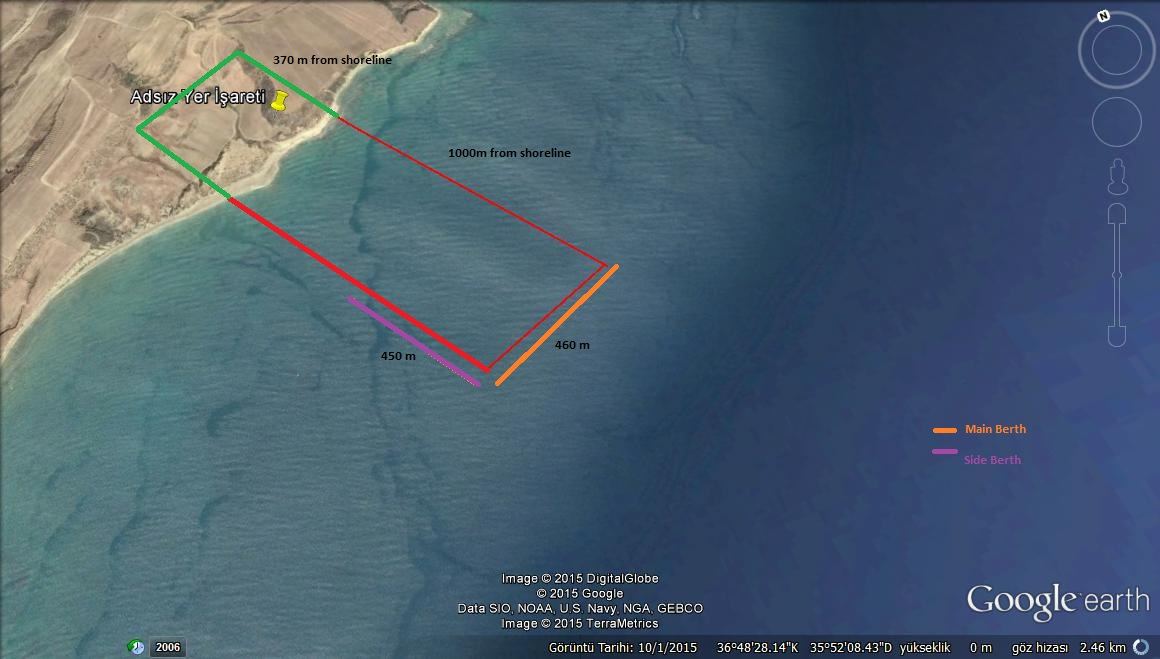 N
370 m from shoreline
Adsız Yer İşareti
1000m from shoreline
450 m
460 m
Main Berth
Side Berth
Image © 2015 DigitalGlobe
© 2015 Google
Data SIO, NOAA, U.S. Navy, NGA, GEBCO
Image © 2015 TerraMetrics
Google earth
2006
Görüntü Tarihi: 10/1/2015 36°48'28.14"K 35°52'08.43"D yükseklik 0 m göz hizası 2.46 km